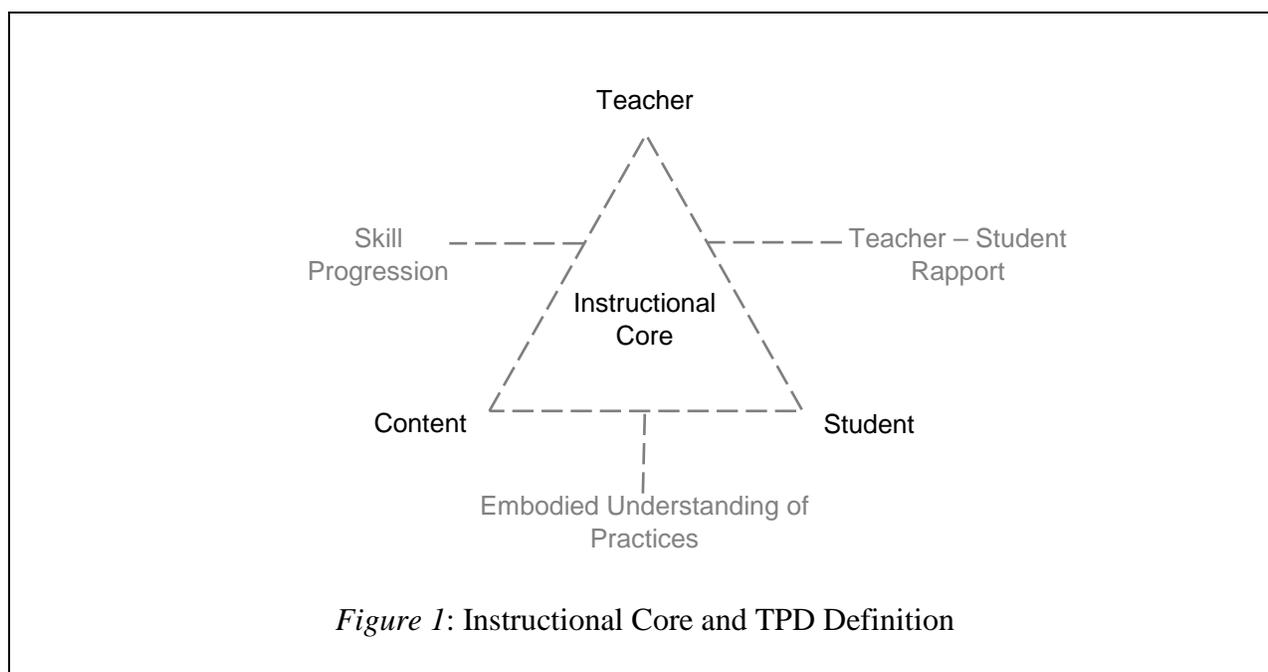 Teacher
Skill
Progression
Teacher – Student
Rapport
Instructional
Core
Content
Student
Embodied Understanding of
Practices
Figure 1: Instructional Core and TPD Definition